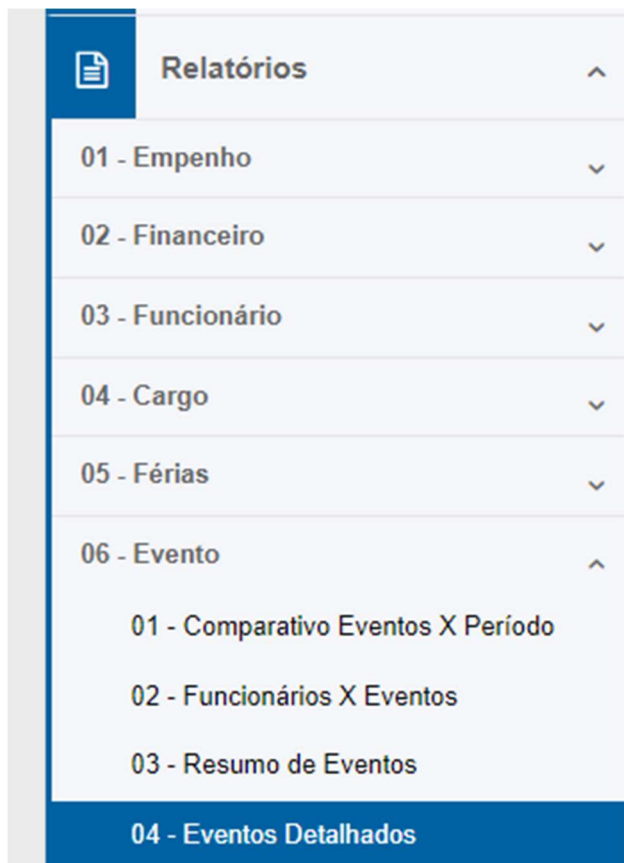 Relatórios
01 - Empenho
02 - Financeiro
03 - Funcionário
04 - Cargo
05 - Férias
06 - Evento
01 - Comparativo Eventos X Período
02 - Funcionários X Eventos
03 - Resumo de Eventos
04 - Eventos Detalhados